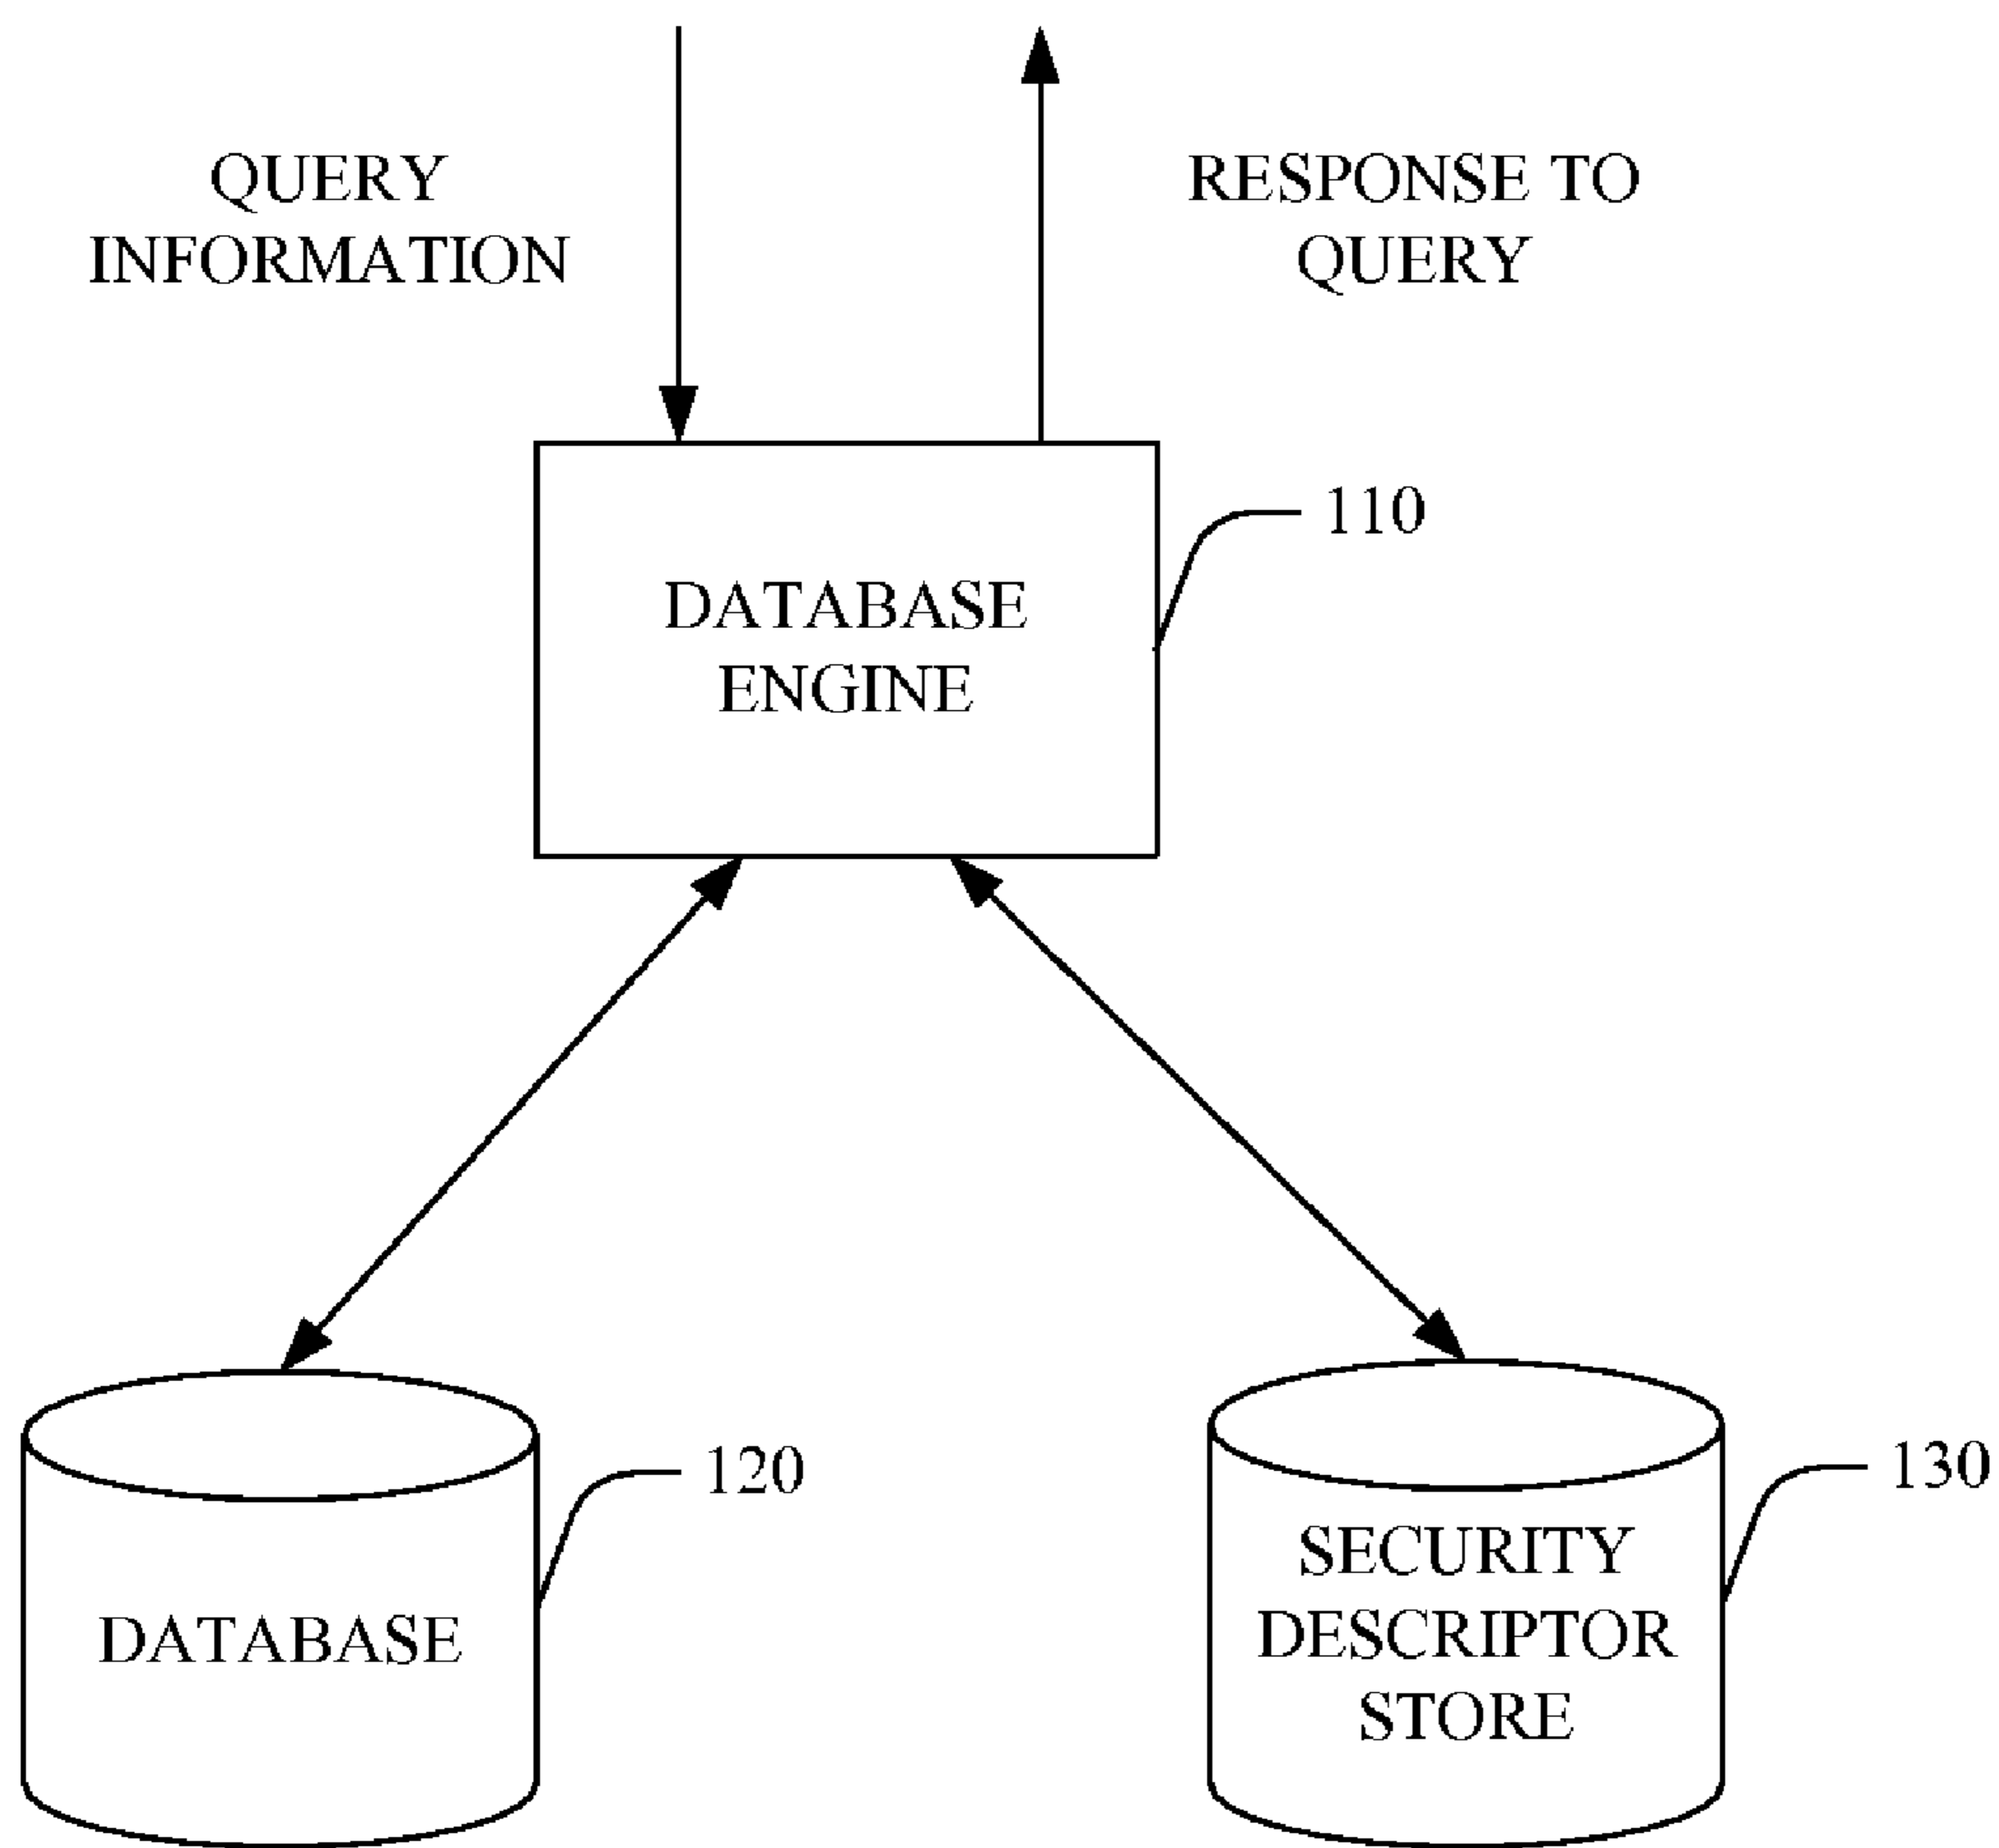 QUERY
INFORMATION
RESPONSE TO
QUERY
110
DATABASE
ENGINE
120
DATABASE
130
SECURITY
DESCRIPTOR
STORE